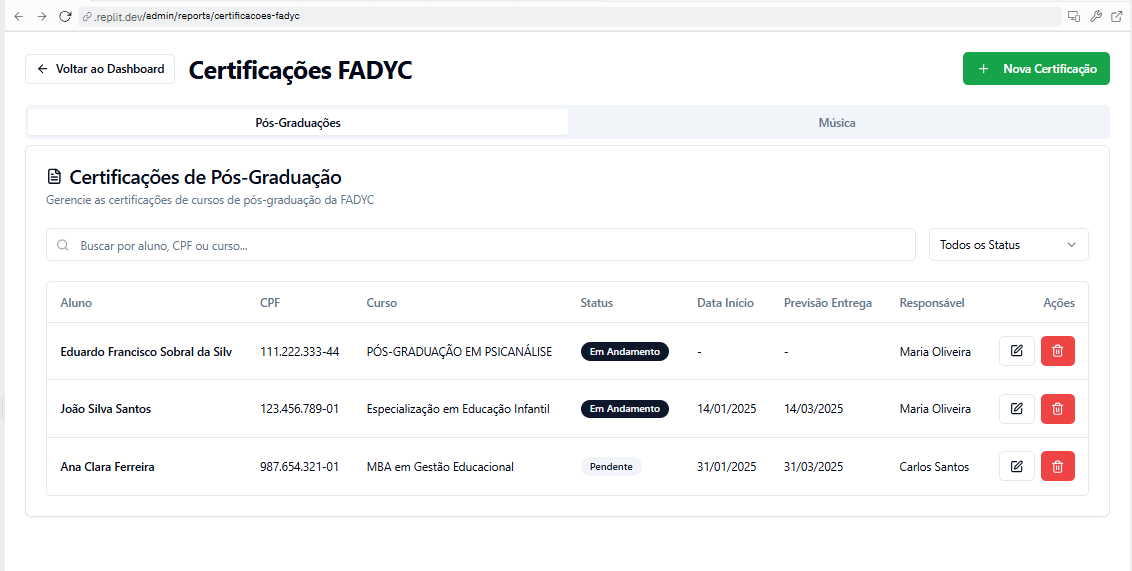 .replit.dev/admin/reports/certificacoes-fadyc
Voltar ao Dashboard
Certificações FADYC
+ Nova Certificação
Pós-Graduações
Música
Certificações de Pós-Graduação
Gerencie as certificações de cursos de pós-graduação da FADYC
Buscar por aluno, CPF ou curso...
Todos os Status
Aluno CPF Curso Status Data Início Previsão Entrega Responsável Ações
Eduardo Francisco Sobral da Silv 111.222.333-44 PÓS-GRADUAÇÃO EM PSICANÁLISE Em Andamento - - Maria Oliveira
João Silva Santos 123.456.789-01 Especialização em Educação Infantil Em Andamento 14/01/2025 14/03/2025 Maria Oliveira
Ana Clara Ferreira 987.654.321-01 MBA em Gestão Educacional Pendente 31/01/2025 31/03/2025 Carlos Santos